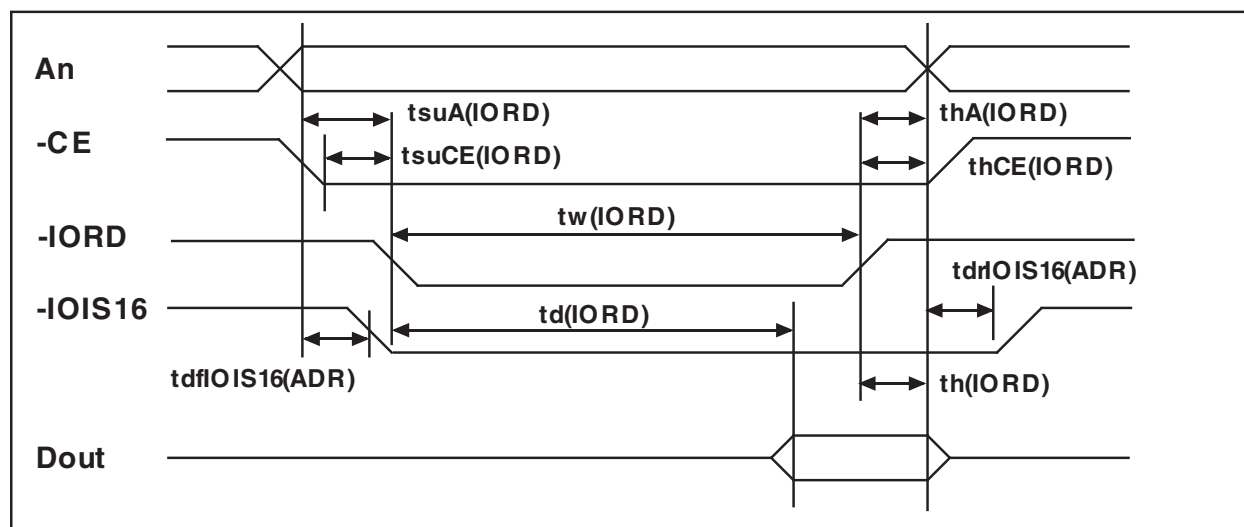 An
tsuA(IORD)
thA(IORD)
-CE
tsuCE(IORD)
thCE(IORD)
tw(IORD)
-IORD
tdrIOIS16(ADR)
-IOIS16
td(IORD)
tdfIOIS16(ADR)
th(IORD)
Dout